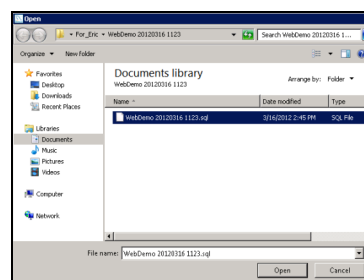 Open
For_Eric
WebDemo 20120316 1123
Search WebDemo 20120316 1...
Organize
New folder
Favorites
Desktop
Downloads
Recent Places
Libraries
Documents
Music
Pictures
Videos
Computer
Network
Documents library
WebDemo 20120316 1123
Arrange by: Folder
Name
Date modified
Type
WebDemo 20120316 1123.sql
3/16/2012 2:45 PM
SQL File
File name:
WebDemo 20120316 1123.sql
Open
Cancel